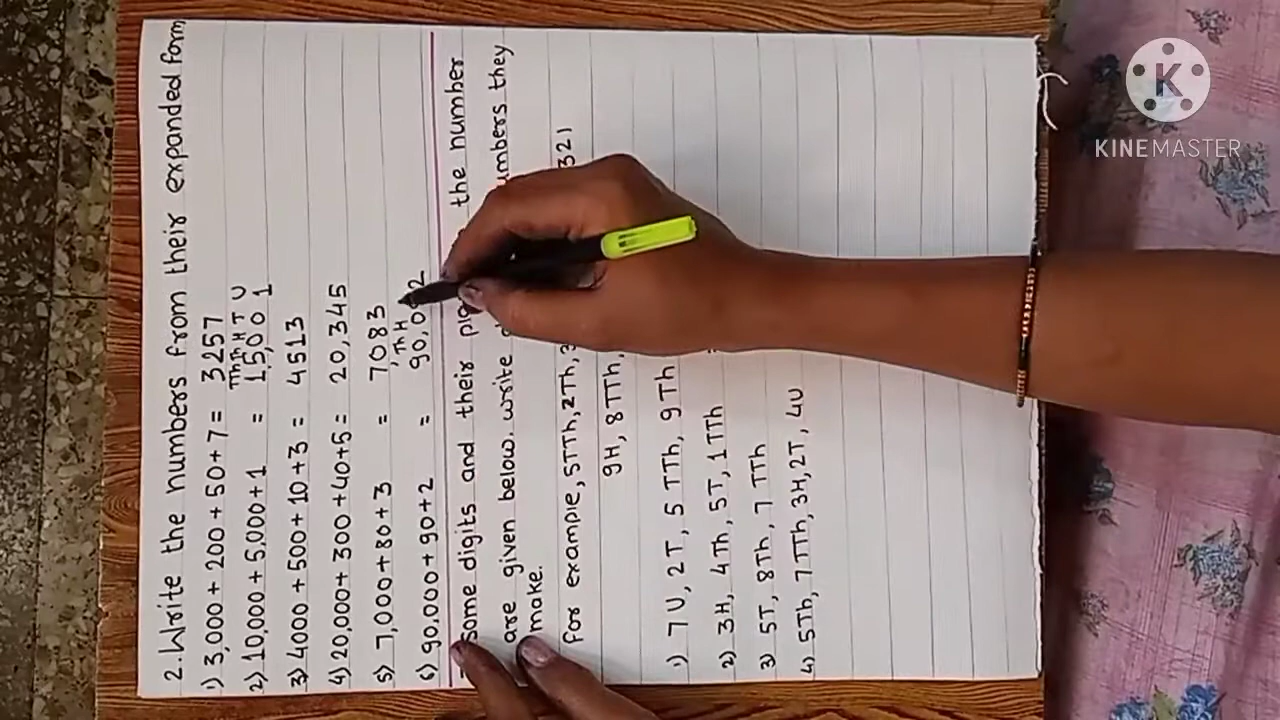 2. Write the numbers from their expanded form
1) 3,000 + 200 + 50 + 7 = 3257
TTh Th H T U
2) 10,000 + 5,000 + 1 = 15,001
3) 4000 + 500 + 10 + 3 = 4513
4) 20,000 + 300 + 40 + 5 = 20,345
5) 7,000 + 80 + 3 = 7083
Th H
6) 90,000 + 90 + 2 = 90,0 2
some digits and their the number
are given below. write they
make.
For example, 5TTh, 2Th, 321
9H, 8TTh,
1) 7U, 2T, 5TTh, 9Th
2) 3H, 4Th, 5T, 1TTh
3) 5T, 8Th, 7TTh
4) 5Th, 7TTh, 3H, 2T, 4U
K
KINEMASTER